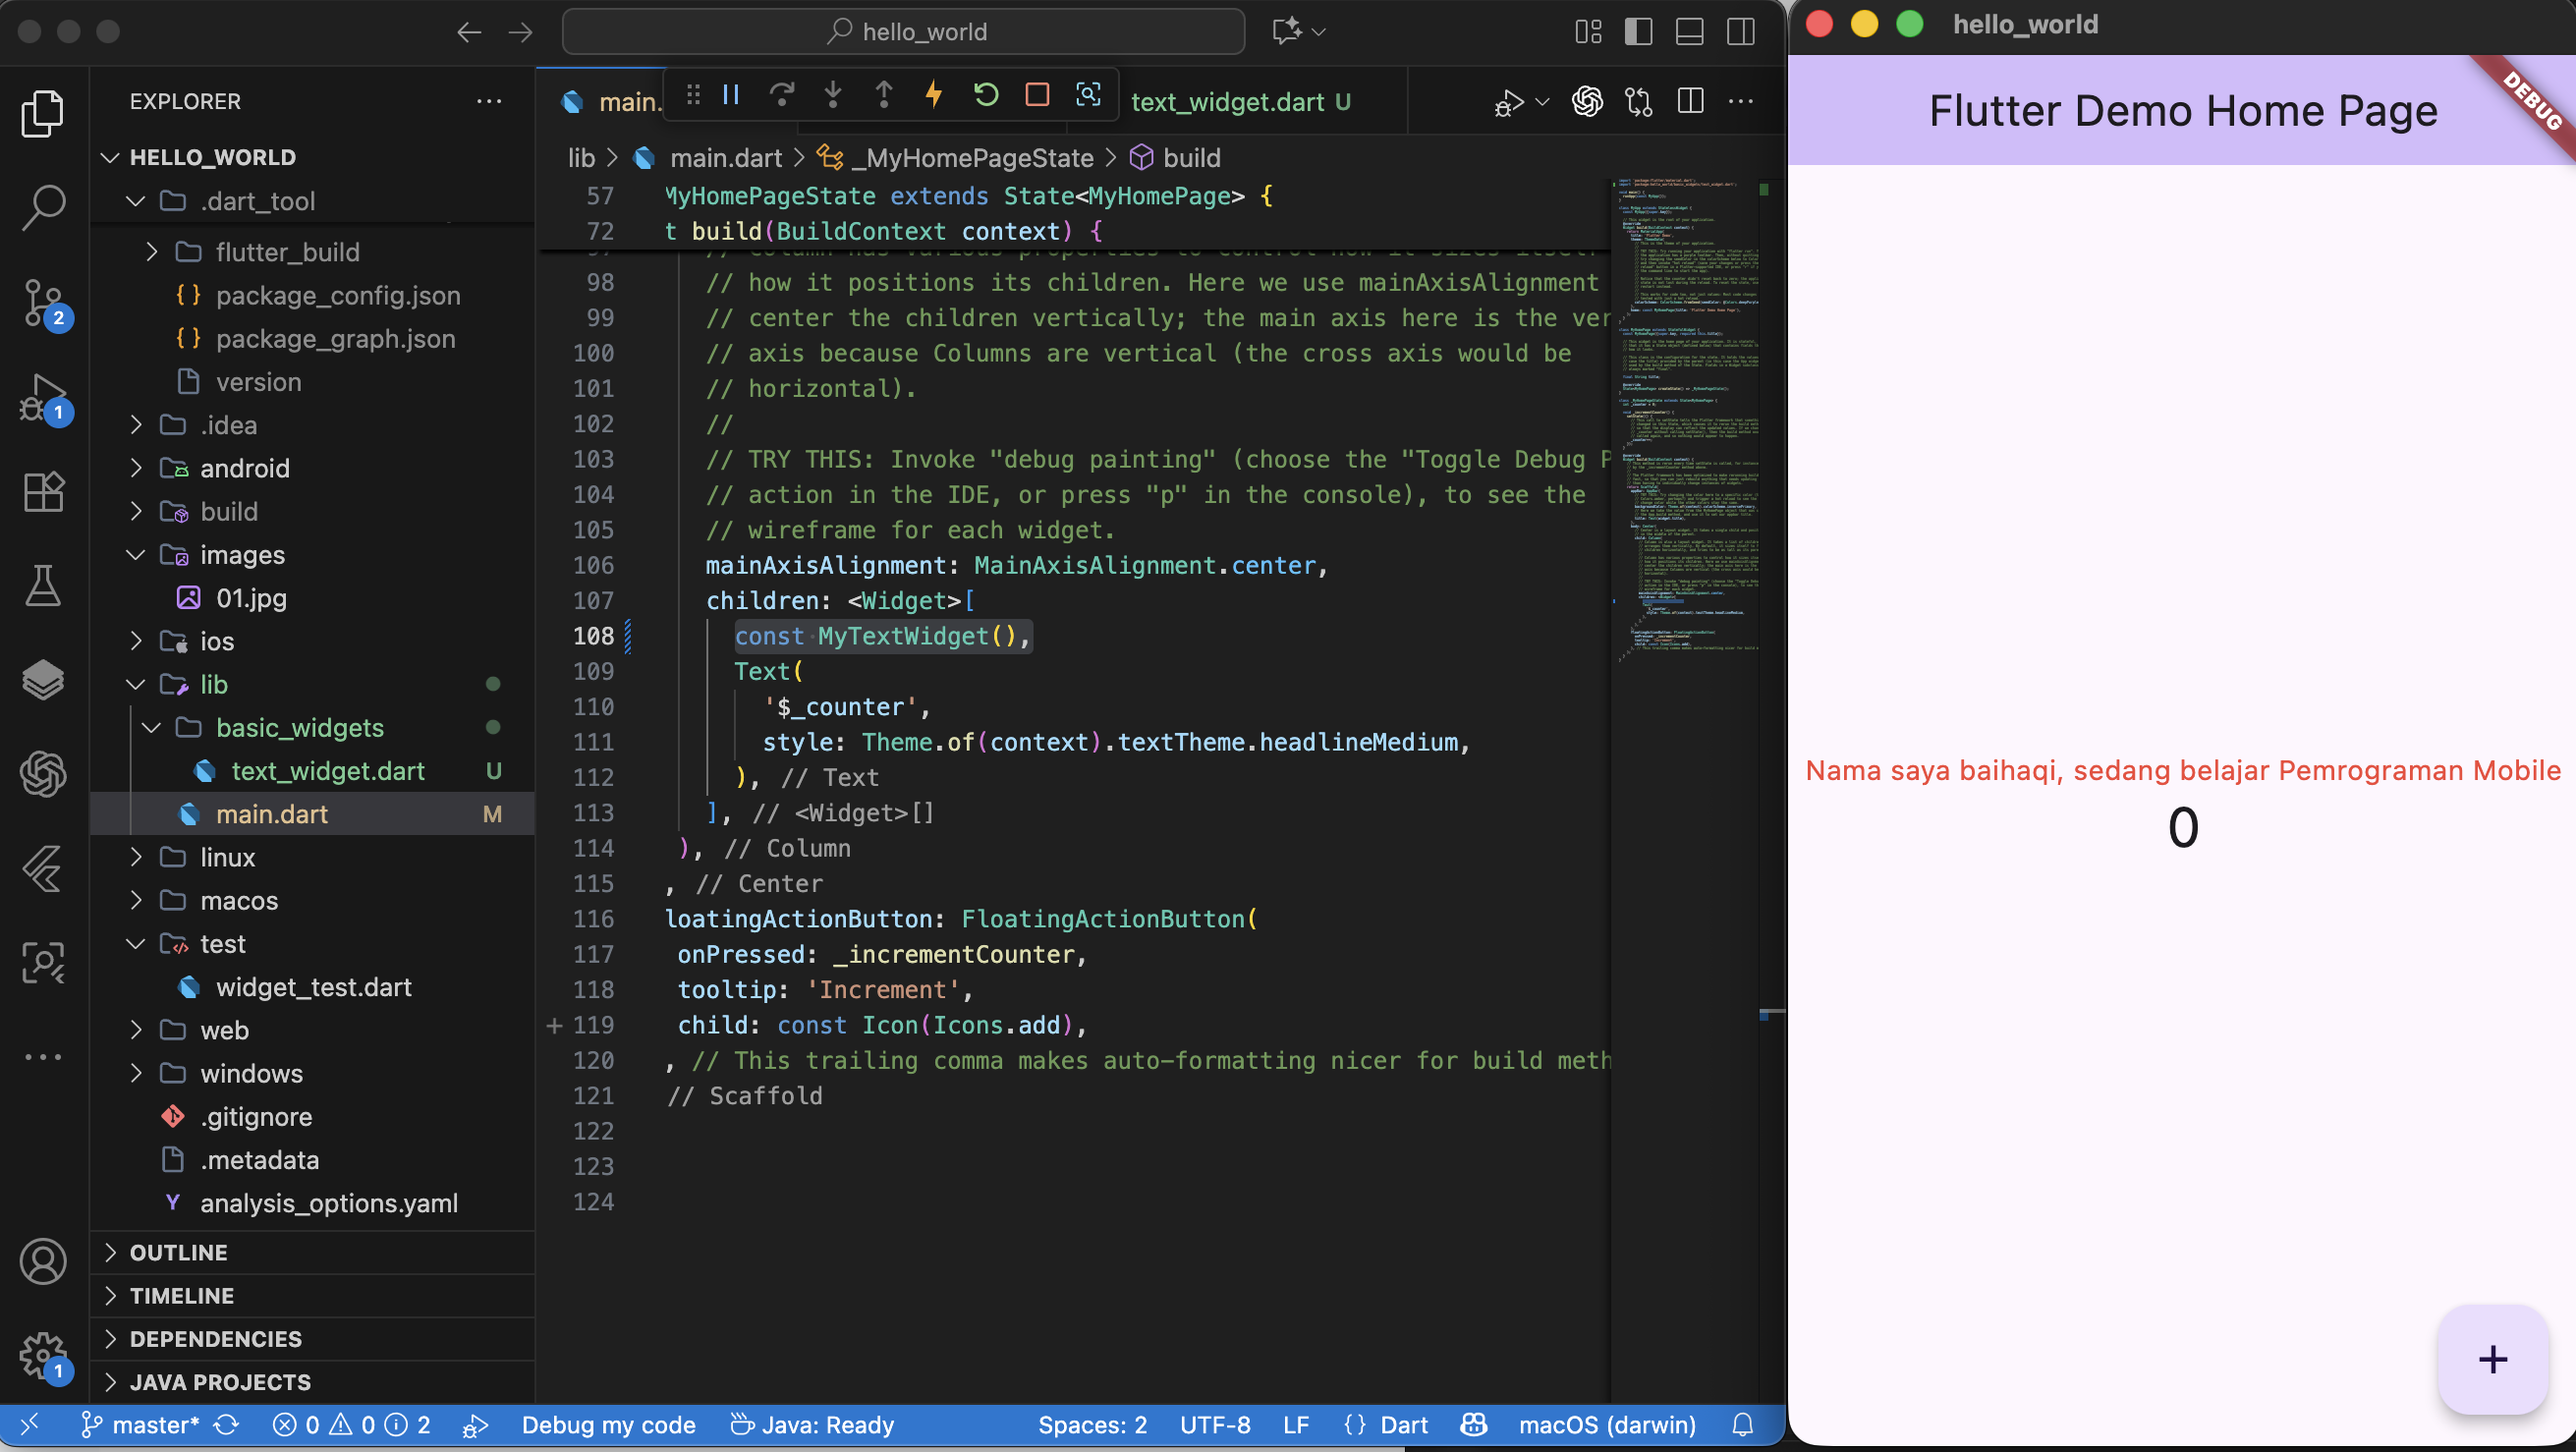 hello_world
EXPLORER
HELLO_WORLD
.dart_tool
flutter_build
package_config.json
package_graph.json
version
.idea
android
build
images
01.jpg
ios
lib
basic_widgets
text_widget.dart U
main.dart M
linux
macos
test
widget_test.dart
web
windows
.gitignore
.metadata
analysis_options.yaml
OUTLINE
TIMELINE
DEPENDENCIES
JAVA PROJECTS
2
1
1
main.
text_widget.dart U
lib > main.dart > _MyHomePageState > build
57 MyHomePageState extends State<MyHomePage> {
72 t build(BuildContext context) {
98 // how it positions its children. Here we use mainAxisAlignment
99 // center the children vertically; the main axis here is the ver
100 // axis because Columns are vertical (the cross axis would be
101 // horizontal).
102 //
103 // TRY THIS: Invoke "debug painting" (choose the "Toggle Debug P
104 // action in the IDE, or press "p" in the console), to see the
105 // wireframe for each widget.
106 mainAxisAlignment: MainAxisAlignment.center,
107 children: <Widget>[
108 const MyTextWidget(),
109 Text(
110 '$_counter',
111 style: Theme.of(context).textTheme.headlineMedium,
112 ), // Text
113 ], // <Widget>[]
114 ), // Column
115 , // Center
116 loatingActionButton: FloatingActionButton(
117 onPressed: _incrementCounter,
118 tooltip: 'Increment',
119 child: const Icon(Icons.add),
120 , // This trailing comma makes auto-formatting nicer for build meth
121 // Scaffold
122
123
124
master* 0 0 2 Debug my code Java: Ready Spaces: 2 UTF-8 LF {} Dart macOS (darwin)
hello_world
Flutter Demo Home Page
DEBUG
Nama saya baihaqi, sedang belajar Pemrograman Mobile
0
+